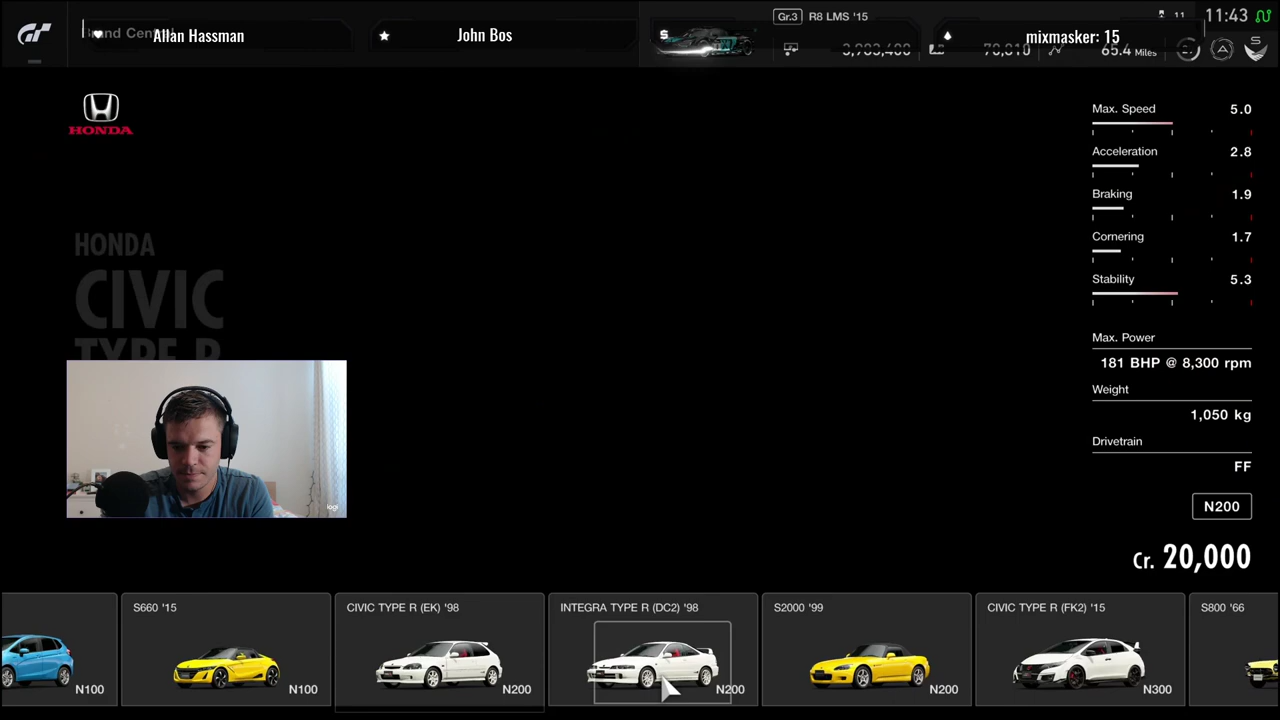 Allan Hassman
John Bos
Gr.3 R8 LMS '15
11
11:43
mixmasker: 15
65.4 Miles
HONDA
HONDA
CIVIC
TYPE R
Max. Speed 5.0
Acceleration 2.8
Braking 1.9
Cornering 1.7
Stability 5.3
Max. Power
181 BHP @ 8,300 rpm
Weight
1,050 kg
Drivetrain
FF
N200
Cr. 20,000
logi
S660 '15
CIVIC TYPE R (EK) '98
INTEGRA TYPE R (DC2) '98
S2000 '99
CIVIC TYPE R (FK2) '15
S800 '66
N100
N100
N200
N200
N200
N300